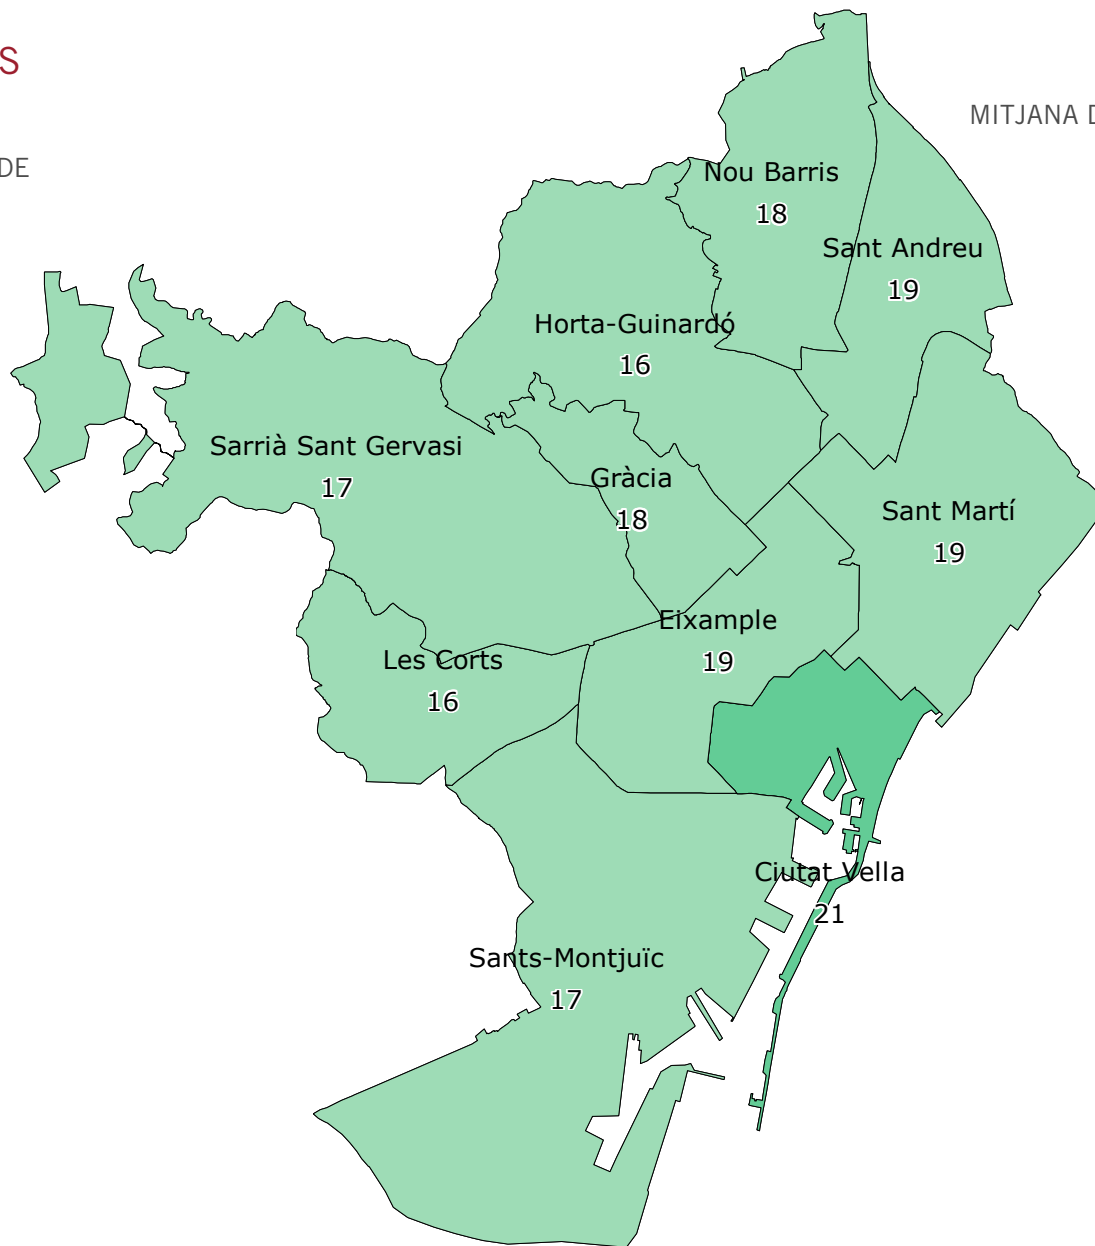 S
MITJANA D
DE
Nou Barris
18
Sant Andreu
19
Horta-Guinardó
16
Sarrià Sant Gervasi
17
Gràcia
18
Sant Martí
19
Eixample
19
Les Corts
16
Ciutat Vella
21
Sants-Montjuïc
17